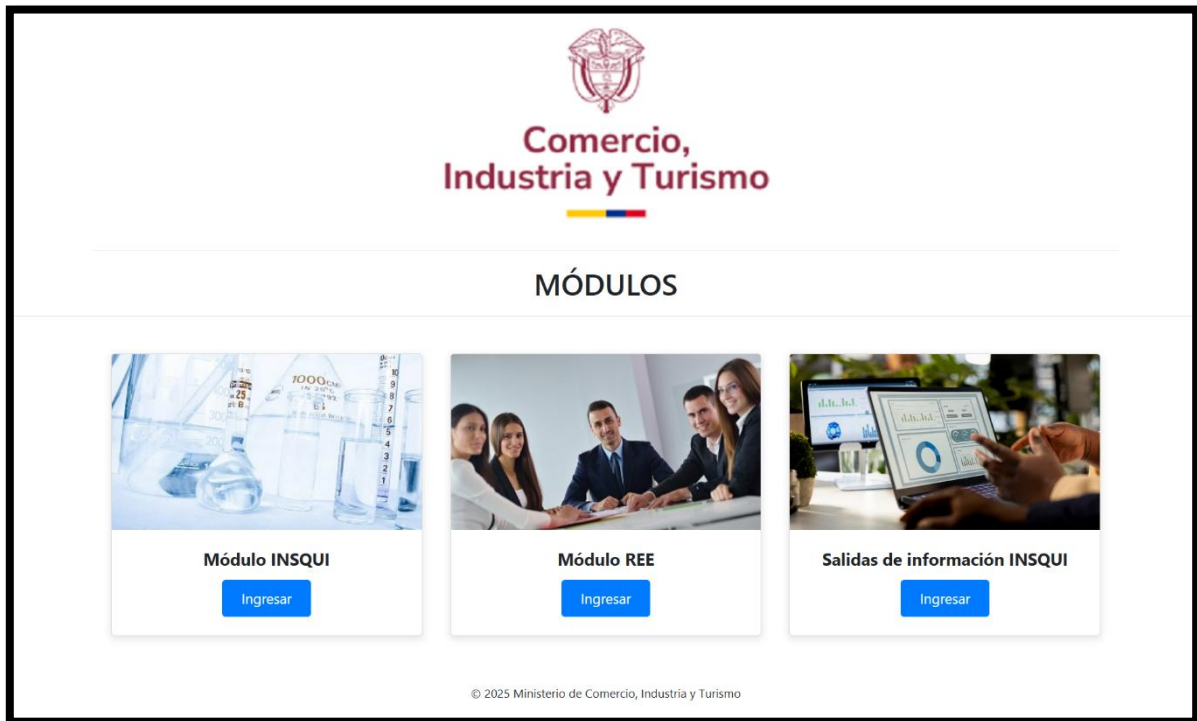 Comercio,
Industria y Turismo
MÓDULOS
1000
Módulo INSQUI
Ingresar
Módulo REE
Ingresar
Salidas de información INSQUI
Ingresar
© 2025 Ministerio de Comercio, Industria y Turismo